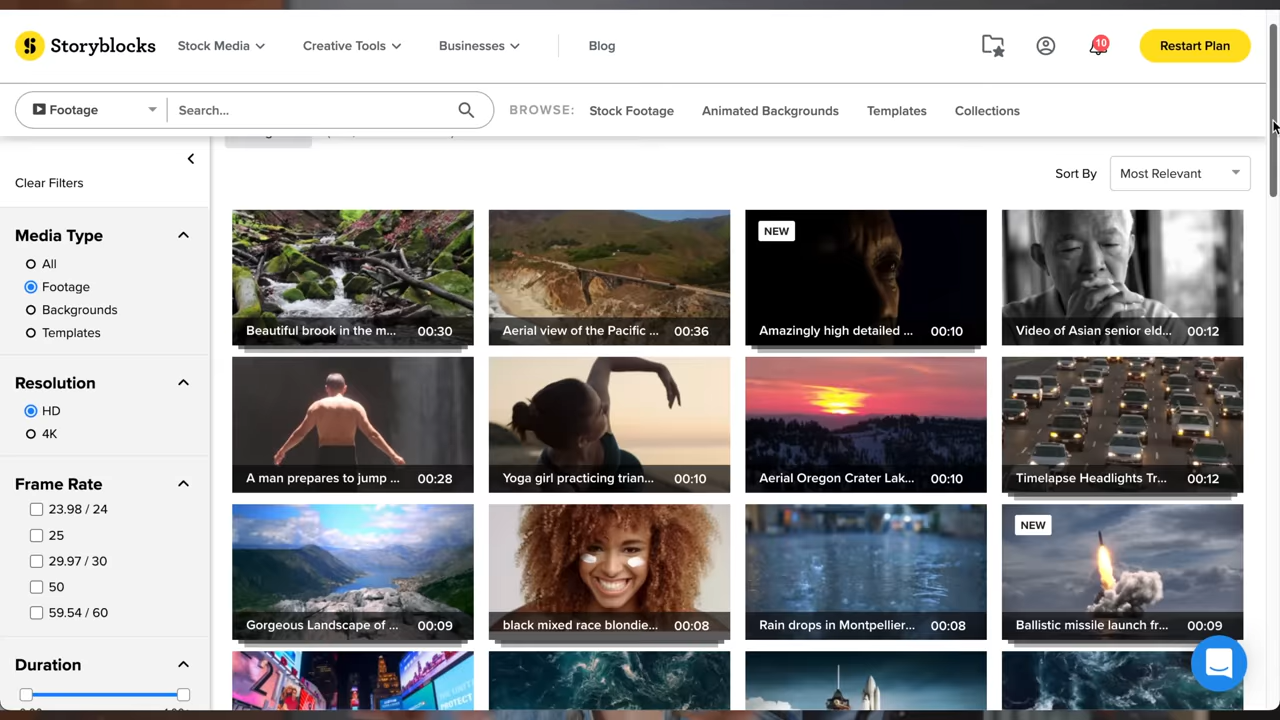 Storyblocks
Stock Media
Creative Tools
Businesses
Blog
10
Restart Plan
Footage
Search...
BROWSE:
Stock Footage
Animated Backgrounds
Templates
Collections
Clear Filters
Sort By
Most Relevant
Media Type
All
Footage
Backgrounds
Templates
Resolution
HD
4K
Frame Rate
23.98 / 24
25
29.97 / 30
50
59.54 / 60
Duration
Beautiful brook in the m... 00:30
Aerial view of the Pacific ... 00:36
NEW
Amazingly high detailed ... 00:10
Video of Asian senior eld... 00:12
A man prepares to jump ... 00:28
Yoga girl practicing trian... 00:10
Aerial Oregon Crater Lak... 00:10
Timelapse Headlights Tr... 00:12
Gorgeous Landscape of ... 00:09
black mixed race blondie... 00:08
Rain drops in Montpellier... 00:08
NEW
Ballistic missile launch fr... 00:09